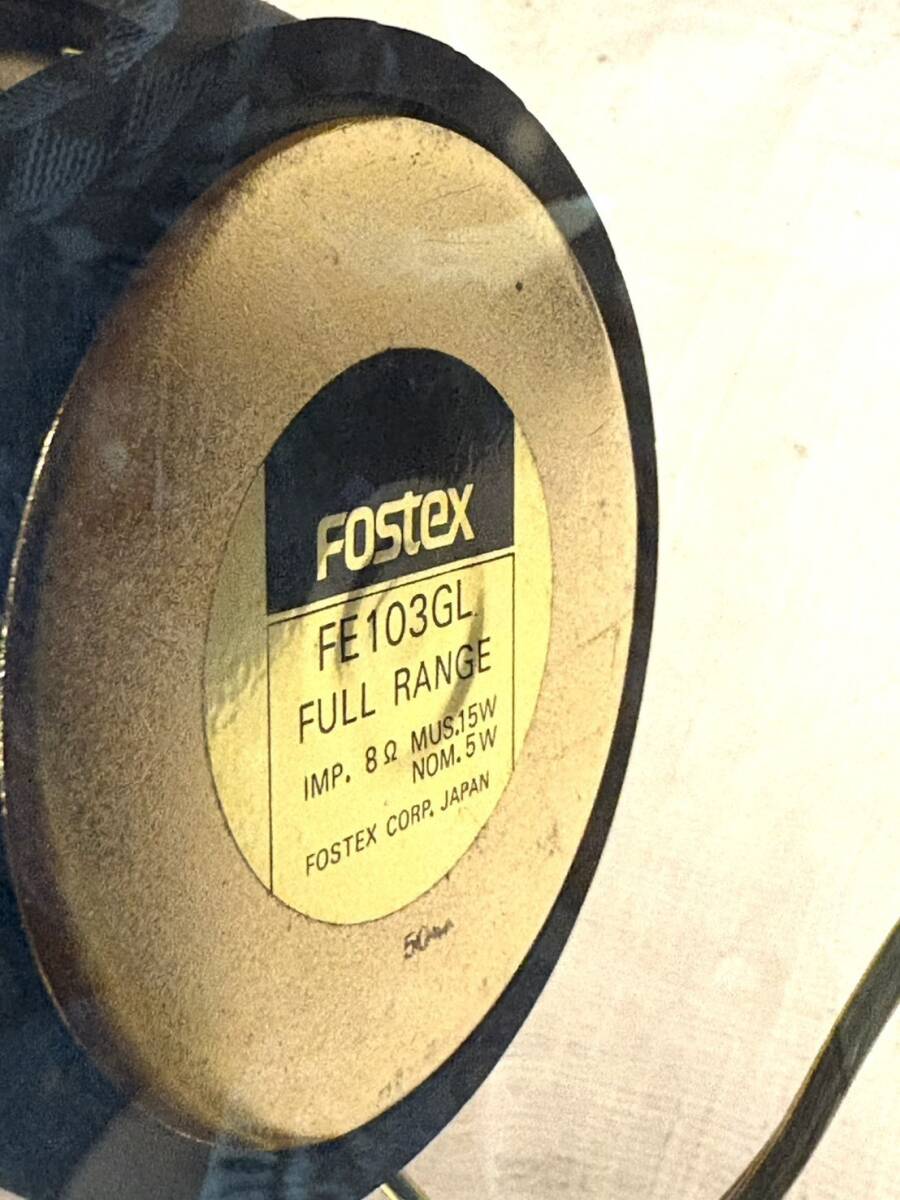 Fostex
FE103GL
FULL RANGE
IMP. 8Ω MUS.15W
NOM. 5W
FOSTEX CORP. JAPAN